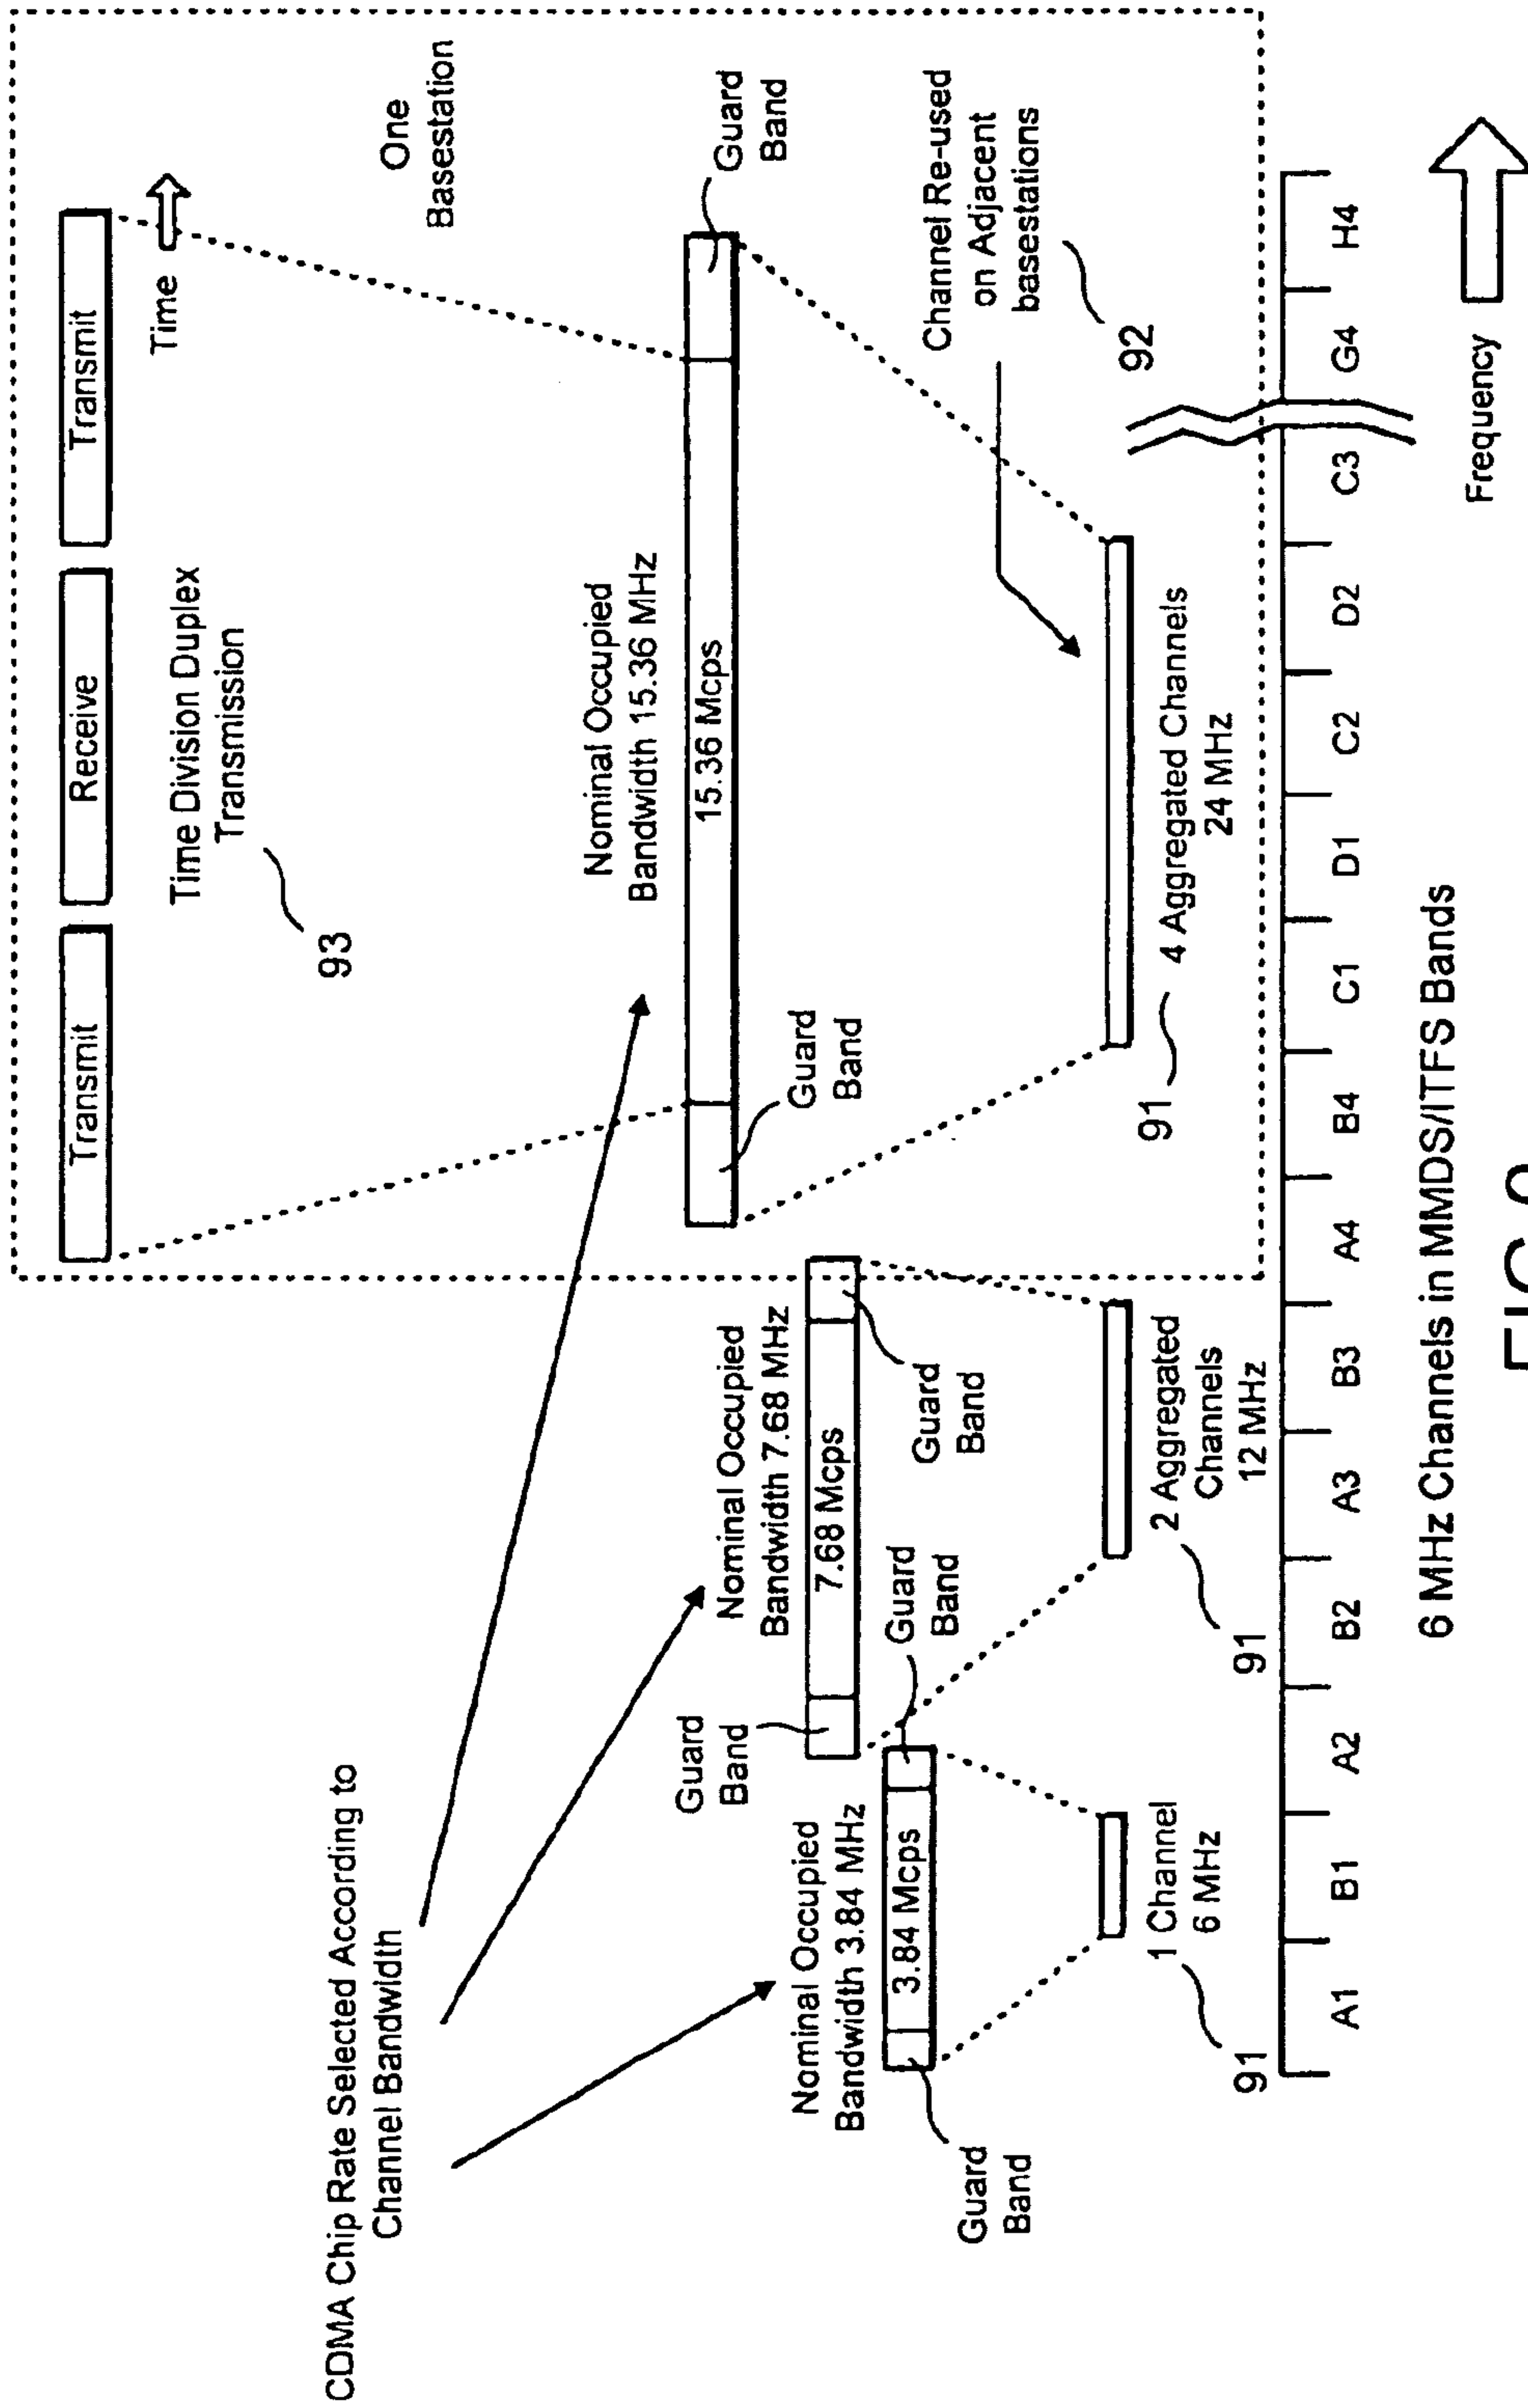 Transmit
Receive
Transmit
Time
Time Division Duplex
Transmission
93
One
Basestation
CDMA Chip Rate Selected According to
Channel Bandwidth
Nominal Occupied
Bandwidth 15.36 MHz
15.36 Mcps
Guard
Band
Guard
Band
Nominal Occupied
Bandwidth 7.68 MHz
7.68 Mcps
Guard
Band
Guard
Band
Nominal Occupied
Bandwidth 3.84 MHz
3.84 Mcps
Guard
Band
Guard
Band
Channel Re-used
on Adjacent
basestations
92
91
1 Channel
6 MHz
91
2 Aggregated
Channels
12 MHz
91
4 Aggregated Channels
24 MHz
A1 B1 A2 B2 A3 B3 A4 B4 C1 D1 C2 D2 C3 G4 H4
6 MHz Channels in MMDS/ITFS Bands
Frequency